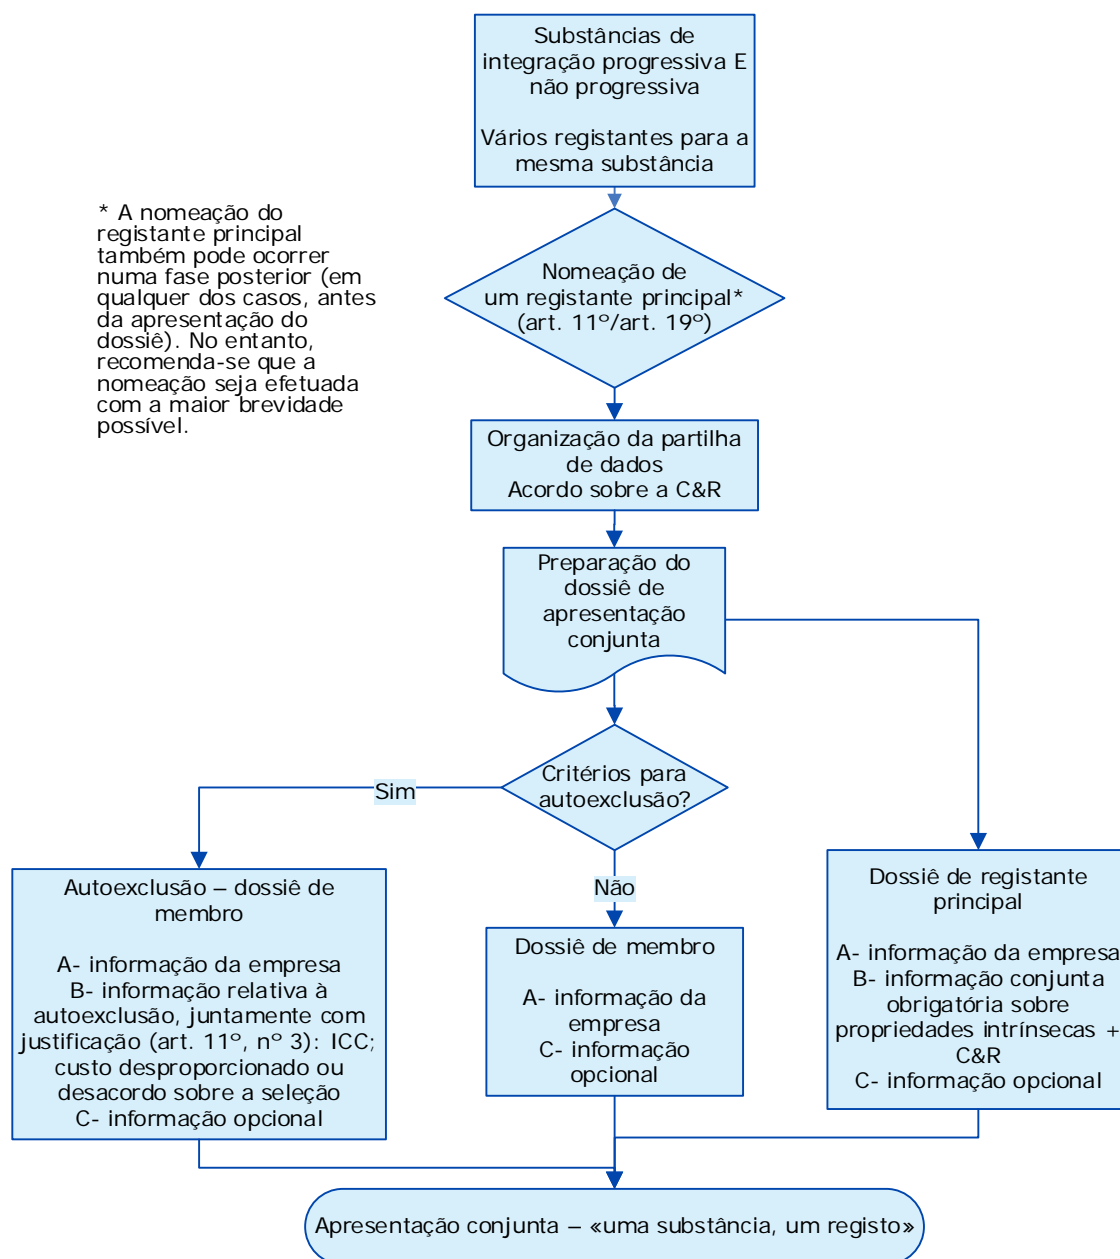 Substâncias de
integração progressiva E
não progressiva
Vários registantes para a
mesma substância
* A nomeação do
registante principal
também pode ocorrer
numa fase posterior (em
qualquer dos casos, antes
da apresentação do
dossiê). No entanto,
recomenda-se que a
nomeação seja efetuada
com a maior brevidade
possível.
Nomeação de
um registante principal*
(art. 11º/art. 19º)
Organização da partilha
de dados
Acordo sobre a C&R
Preparação do
dossiê de
apresentação
conjunta
Critérios para
autoexclusão?
Sim
Não
Autoexclusão – dossiê de
membro
A- informação da empresa
B- informação relativa à
autoexclusão, juntamente com
justificação (art. 11º, nº 3): ICC;
custo desproporcionado ou
desacordo sobre a seleção
C- informação opcional
Dossiê de membro
A- informação da
empresa
C- informação
opcional
Dossiê de registante
principal
A- informação da empresa
B- informação conjunta
obrigatória sobre
propriedades intrínsecas +
C&R
C- informação opcional
Apresentação conjunta – «uma substância, um registo»